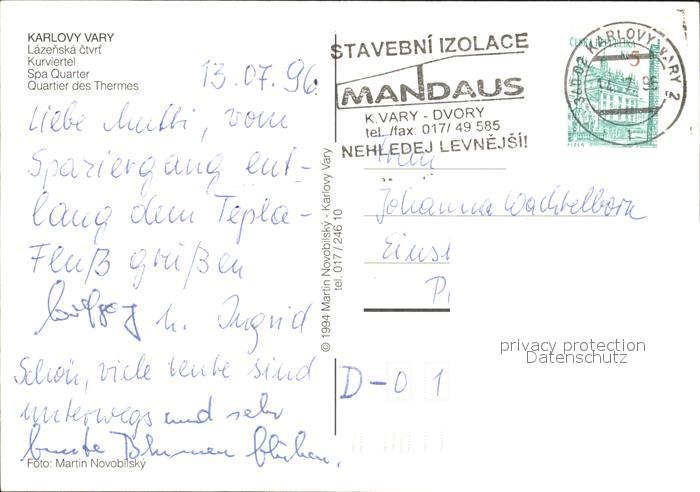 KARLOVY VARY
Lázeňská čtvrť
Kurviertel
Spa Quarter
Quartier des Thermes
13.07.96
Liebe Mutti, vom
Spaziergang ent-
lang dem Tepla-
Fluß grüßen
u. Ingrid
Schön, viele Leute sind
unterwegs und sehr
bunte Blumen blühen.
Foto: Martin Novobilský
© 1994 Martin Novobilský - Karlovy Vary
tel. 017 / 246 10
STAVEBNÍ IZOLACE
MANDAUS
K.VARY - DVORY
tel./fax: 017/ 49 585
NEHLEDEJ LEVNĚJŠÍ!
KARLOVY VARY 2
5
PLZEŇ
Johanna Wachtelborn
D-01
privacy protection
Datenschutz